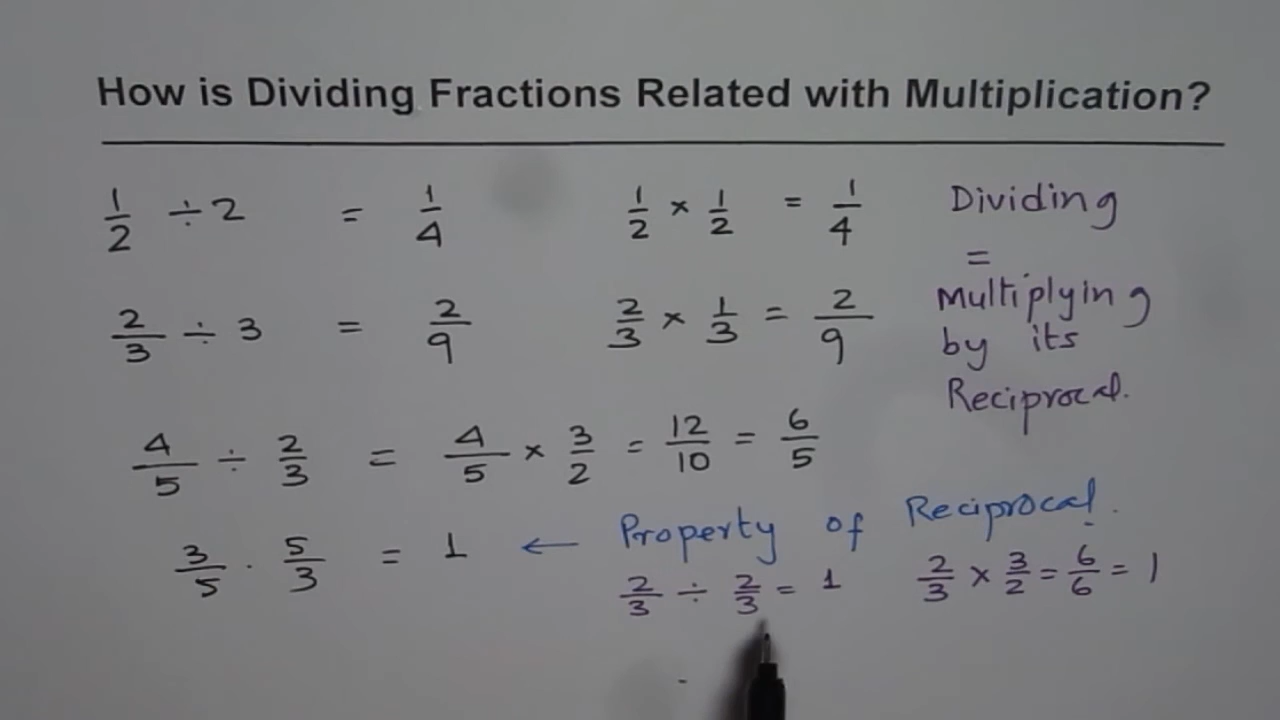 How is Dividing Fractions Related with Multiplication?
1/2 ÷ 2 = 1/4
1/2 × 1/2 = 1/4
Dividing
=
Multiplying
by its
Reciprocal.
2/3 ÷ 3 = 2/9
2/3 × 1/3 = 2/9
4/5 ÷ 2/3 = 4/5 × 3/2 = 12/10 = 6/5
3/5 · 5/3 = 1 ← Property of Reciprocal.
2/3 ÷ 2/3 = 1
2/3 × 3/2 = 6/6 = 1